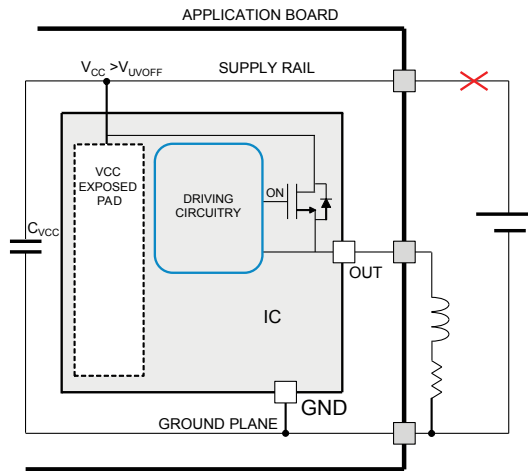 APPLICATION BOARD
VCC >VUVOFF
SUPPLY RAIL
VCC
EXPOSED
PAD
DRIVING
CIRCUITRY
ON
CVCC
OUT
IC
GND
GROUND PLANE